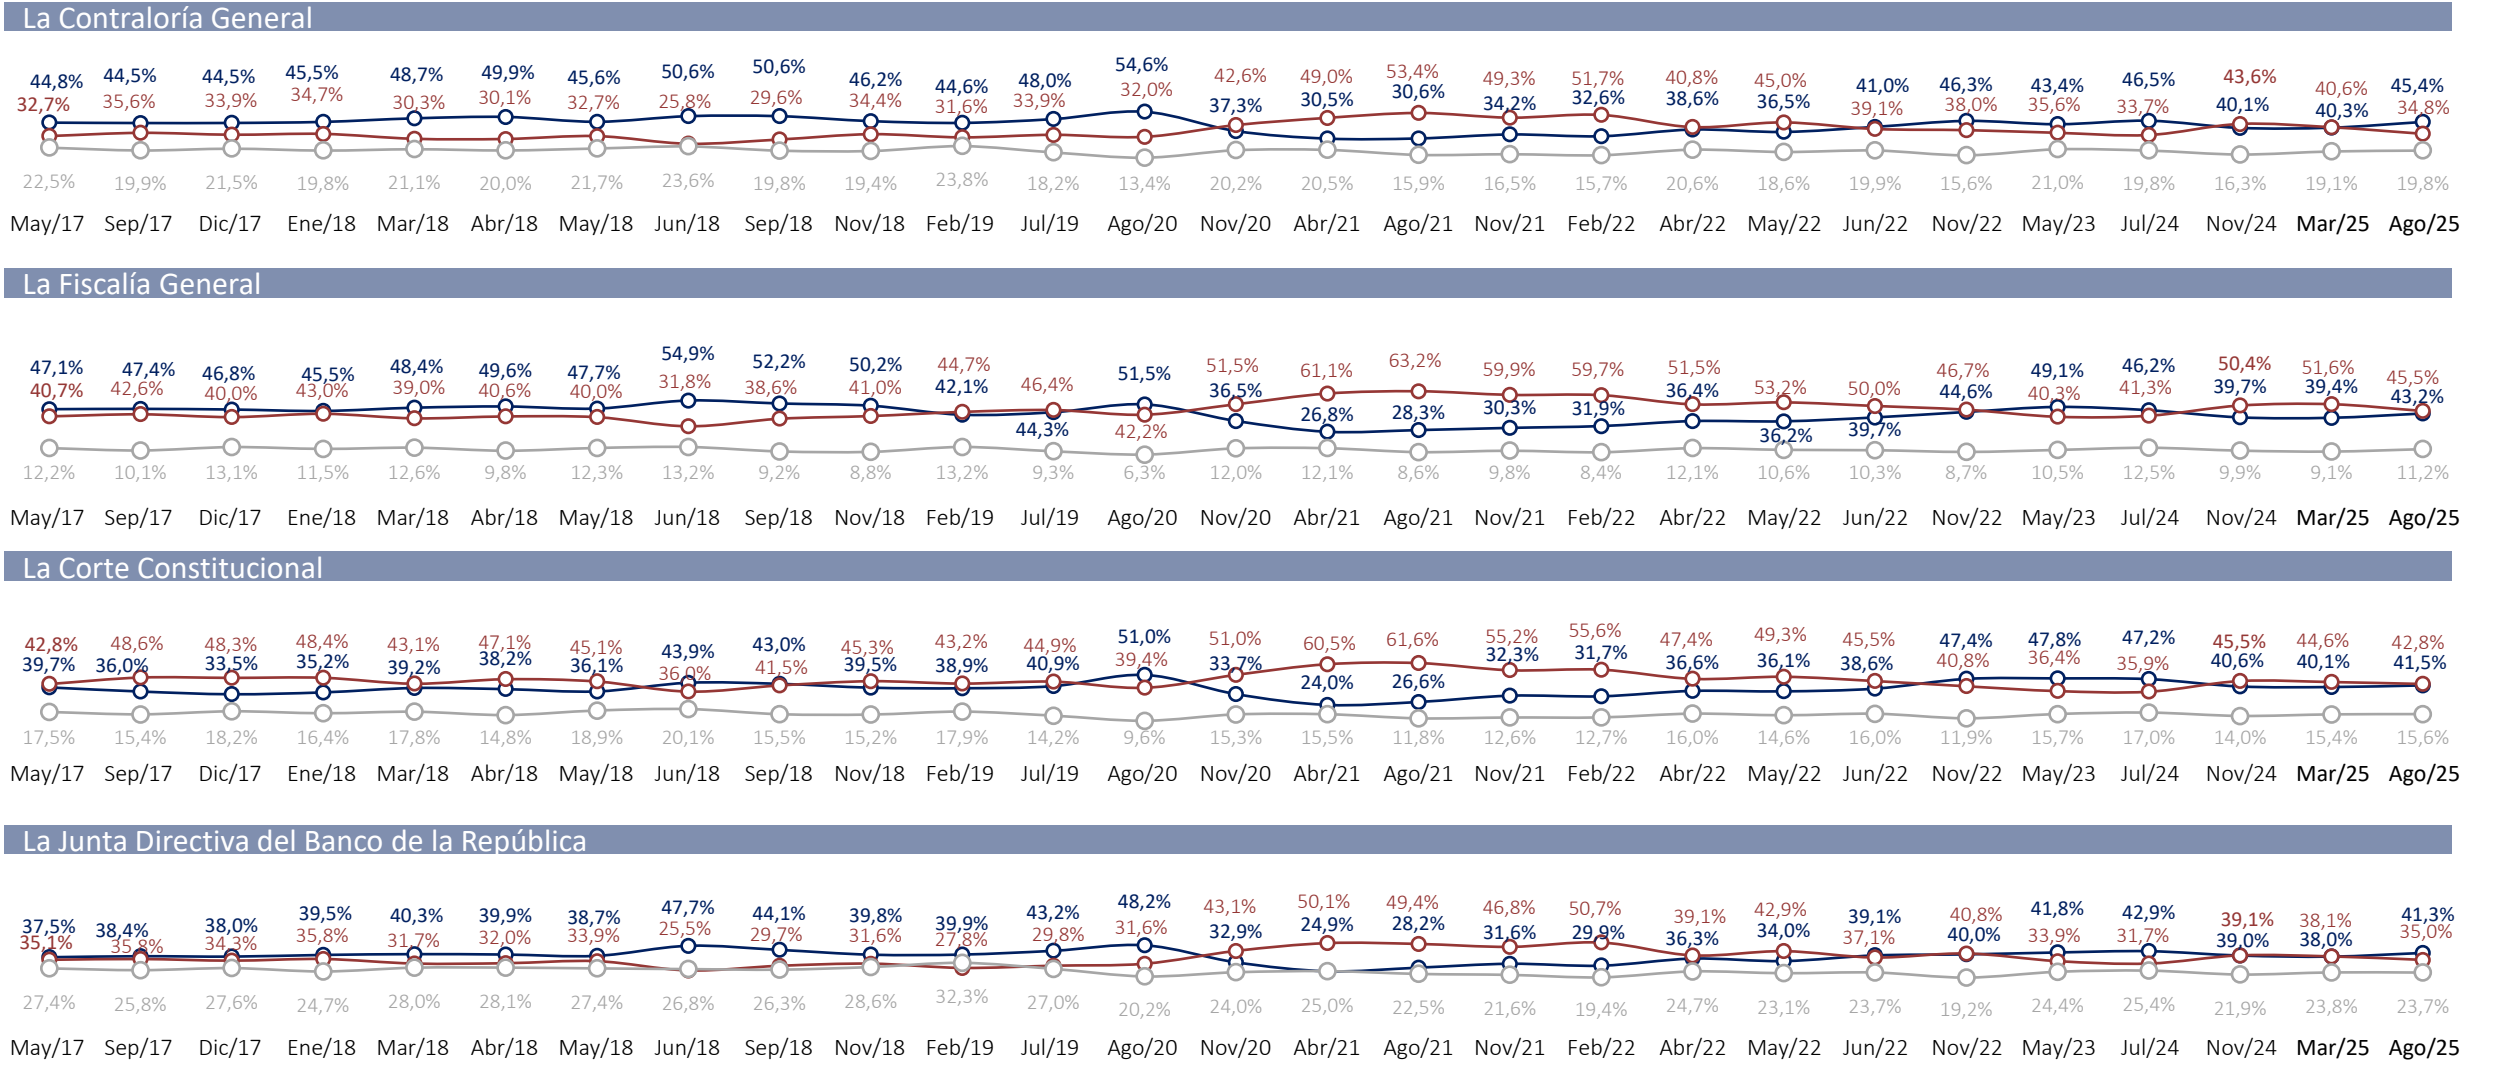 La Contraloría General
44,8% 44,5% 44,5% 45,5% 48,7% 49,9% 45,6% 50,6% 50,6% 46,2% 44,6% 48,0% 54,6% 37,3% 30,5% 30,6% 34,2% 32,6% 38,6% 36,5% 41,0% 46,3% 43,4% 46,5% 40,1% 40,3% 45,4%
32,7% 35,6% 33,9% 34,7% 30,3% 30,1% 32,7% 25,8% 29,6% 34,4% 31,6% 33,9% 32,0% 42,6% 49,0% 53,4% 49,3% 51,7% 40,8% 45,0% 39,1% 38,0% 35,6% 33,7% 43,6% 40,6% 34,8%
22,5% 19,9% 21,5% 19,8% 21,1% 20,0% 21,7% 23,6% 19,8% 19,4% 23,8% 18,2% 13,4% 20,2% 20,5% 15,9% 16,5% 15,7% 20,6% 18,6% 19,9% 15,6% 21,0% 19,8% 16,3% 19,1% 19,8%
May/17 Sep/17 Dic/17 Ene/18 Mar/18 Abr/18 May/18 Jun/18 Sep/18 Nov/18 Feb/19 Jul/19 Ago/20 Nov/20 Abr/21 Ago/21 Nov/21 Feb/22 Abr/22 May/22 Jun/22 Nov/22 May/23 Jul/24 Nov/24 Mar/25 Ago/25
La Fiscalía General
47,1% 47,4% 46,8% 45,5% 48,4% 49,6% 47,7% 54,9% 52,2% 50,2% 42,1% 44,3% 51,5% 36,5% 26,8% 28,3% 30,3% 31,9% 36,4% 36,2% 39,7% 44,6% 49,1% 46,2% 39,7% 39,4% 43,2%
40,7% 42,6% 40,0% 43,0% 39,0% 40,6% 40,0% 31,8% 38,6% 41,0% 44,7% 46,4% 42,2% 51,5% 61,1% 63,2% 59,9% 59,7% 51,5% 53,2% 50,0% 46,7% 40,3% 41,3% 50,4% 51,6% 45,5%
12,2% 10,1% 13,1% 11,5% 12,6% 9,8% 12,3% 13,2% 9,2% 8,8% 13,2% 9,3% 6,3% 12,0% 12,1% 8,6% 9,8% 8,4% 12,1% 10,6% 10,3% 8,7% 10,5% 12,5% 9,9% 9,1% 11,2%
May/17 Sep/17 Dic/17 Ene/18 Mar/18 Abr/18 May/18 Jun/18 Sep/18 Nov/18 Feb/19 Jul/19 Ago/20 Nov/20 Abr/21 Ago/21 Nov/21 Feb/22 Abr/22 May/22 Jun/22 Nov/22 May/23 Jul/24 Nov/24 Mar/25 Ago/25
La Corte Constitucional
42,8% 48,6% 48,3% 48,4% 43,1% 47,1% 45,1% 36,0% 41,5% 45,3% 43,2% 44,9% 39,4% 51,0% 60,5% 61,6% 55,2% 55,6% 47,4% 49,3% 45,5% 40,8% 36,4% 35,9% 45,5% 44,6% 42,8%
39,7% 36,0% 33,5% 35,2% 39,2% 38,2% 36,1% 43,9% 43,0% 39,5% 38,9% 40,9% 51,0% 33,7% 24,0% 26,6% 32,3% 31,7% 36,6% 36,1% 38,6% 47,4% 47,8% 47,2% 40,6% 40,1% 41,5%
17,5% 15,4% 18,2% 16,4% 17,8% 14,8% 18,9% 20,1% 15,5% 15,2% 17,9% 14,2% 9,6% 15,3% 15,5% 11,8% 12,6% 12,7% 16,0% 14,6% 16,0% 11,9% 15,7% 17,0% 14,0% 15,4% 15,6%
May/17 Sep/17 Dic/17 Ene/18 Mar/18 Abr/18 May/18 Jun/18 Sep/18 Nov/18 Feb/19 Jul/19 Ago/20 Nov/20 Abr/21 Ago/21 Nov/21 Feb/22 Abr/22 May/22 Jun/22 Nov/22 May/23 Jul/24 Nov/24 Mar/25 Ago/25
La Junta Directiva del Banco de la República
37,5% 38,4% 38,0% 39,5% 40,3% 39,9% 38,7% 47,7% 44,1% 39,8% 39,9% 43,2% 48,2% 32,9% 24,9% 28,2% 31,6% 29,9% 36,3% 34,0% 39,1% 40,0% 41,8% 42,9% 39,0% 38,0% 41,3%
35,1% 35,8% 34,3% 35,8% 31,7% 32,0% 33,9% 25,5% 29,7% 31,6% 27,8% 29,8% 31,6% 43,1% 50,1% 49,4% 46,8% 50,7% 39,1% 42,9% 37,1% 40,8% 33,9% 31,7% 39,1% 38,1% 35,0%
27,4% 25,8% 27,6% 24,7% 28,0% 28,1% 27,4% 26,8% 26,3% 28,6% 32,3% 27,0% 20,2% 24,0% 25,0% 22,5% 21,6% 19,4% 24,7% 23,1% 23,7% 19,2% 24,4% 25,4% 21,9% 23,8% 23,7%
May/17 Sep/17 Dic/17 Ene/18 Mar/18 Abr/18 May/18 Jun/18 Sep/18 Nov/18 Feb/19 Jul/19 Ago/20 Nov/20 Abr/21 Ago/21 Nov/21 Feb/22 Abr/22 May/22 Jun/22 Nov/22 May/23 Jul/24 Nov/24 Mar/25 Ago/25